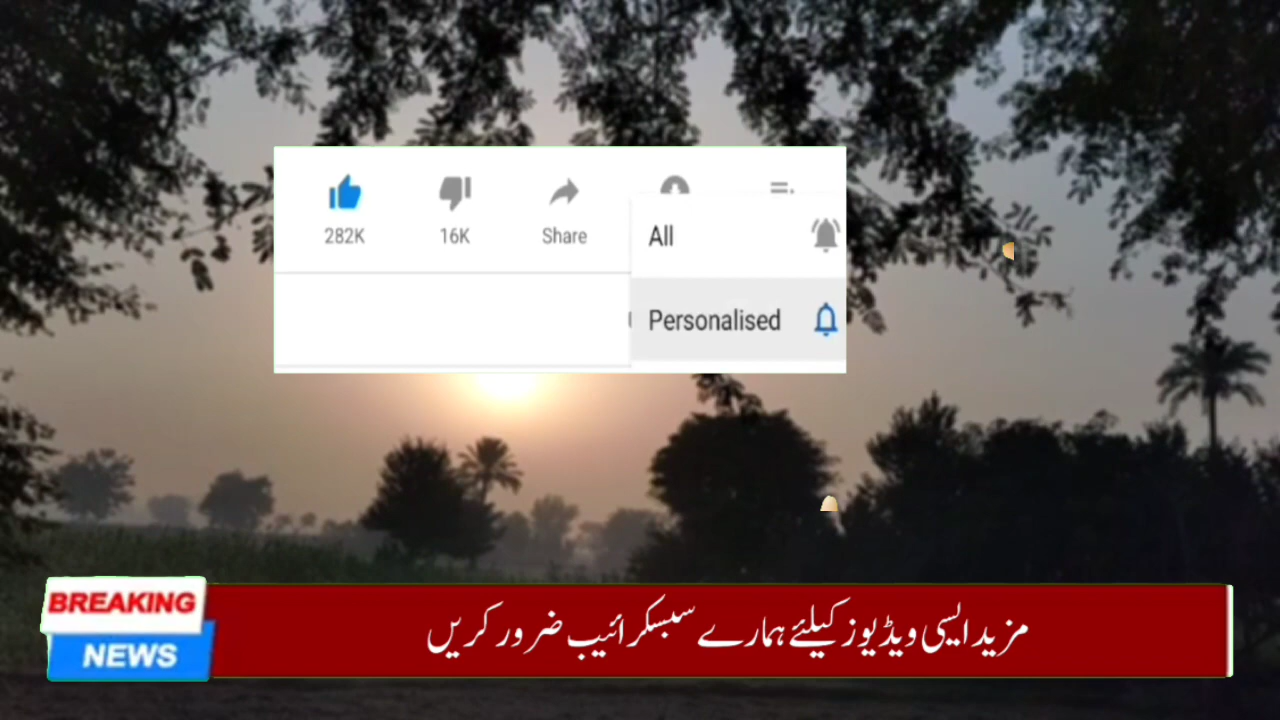 282K
16K
Share
All
Personalised
BREAKING
NEWS
مزید ایسی ویڈیوز کیلئے ہمارے سبسکرائیب ضرور کریں